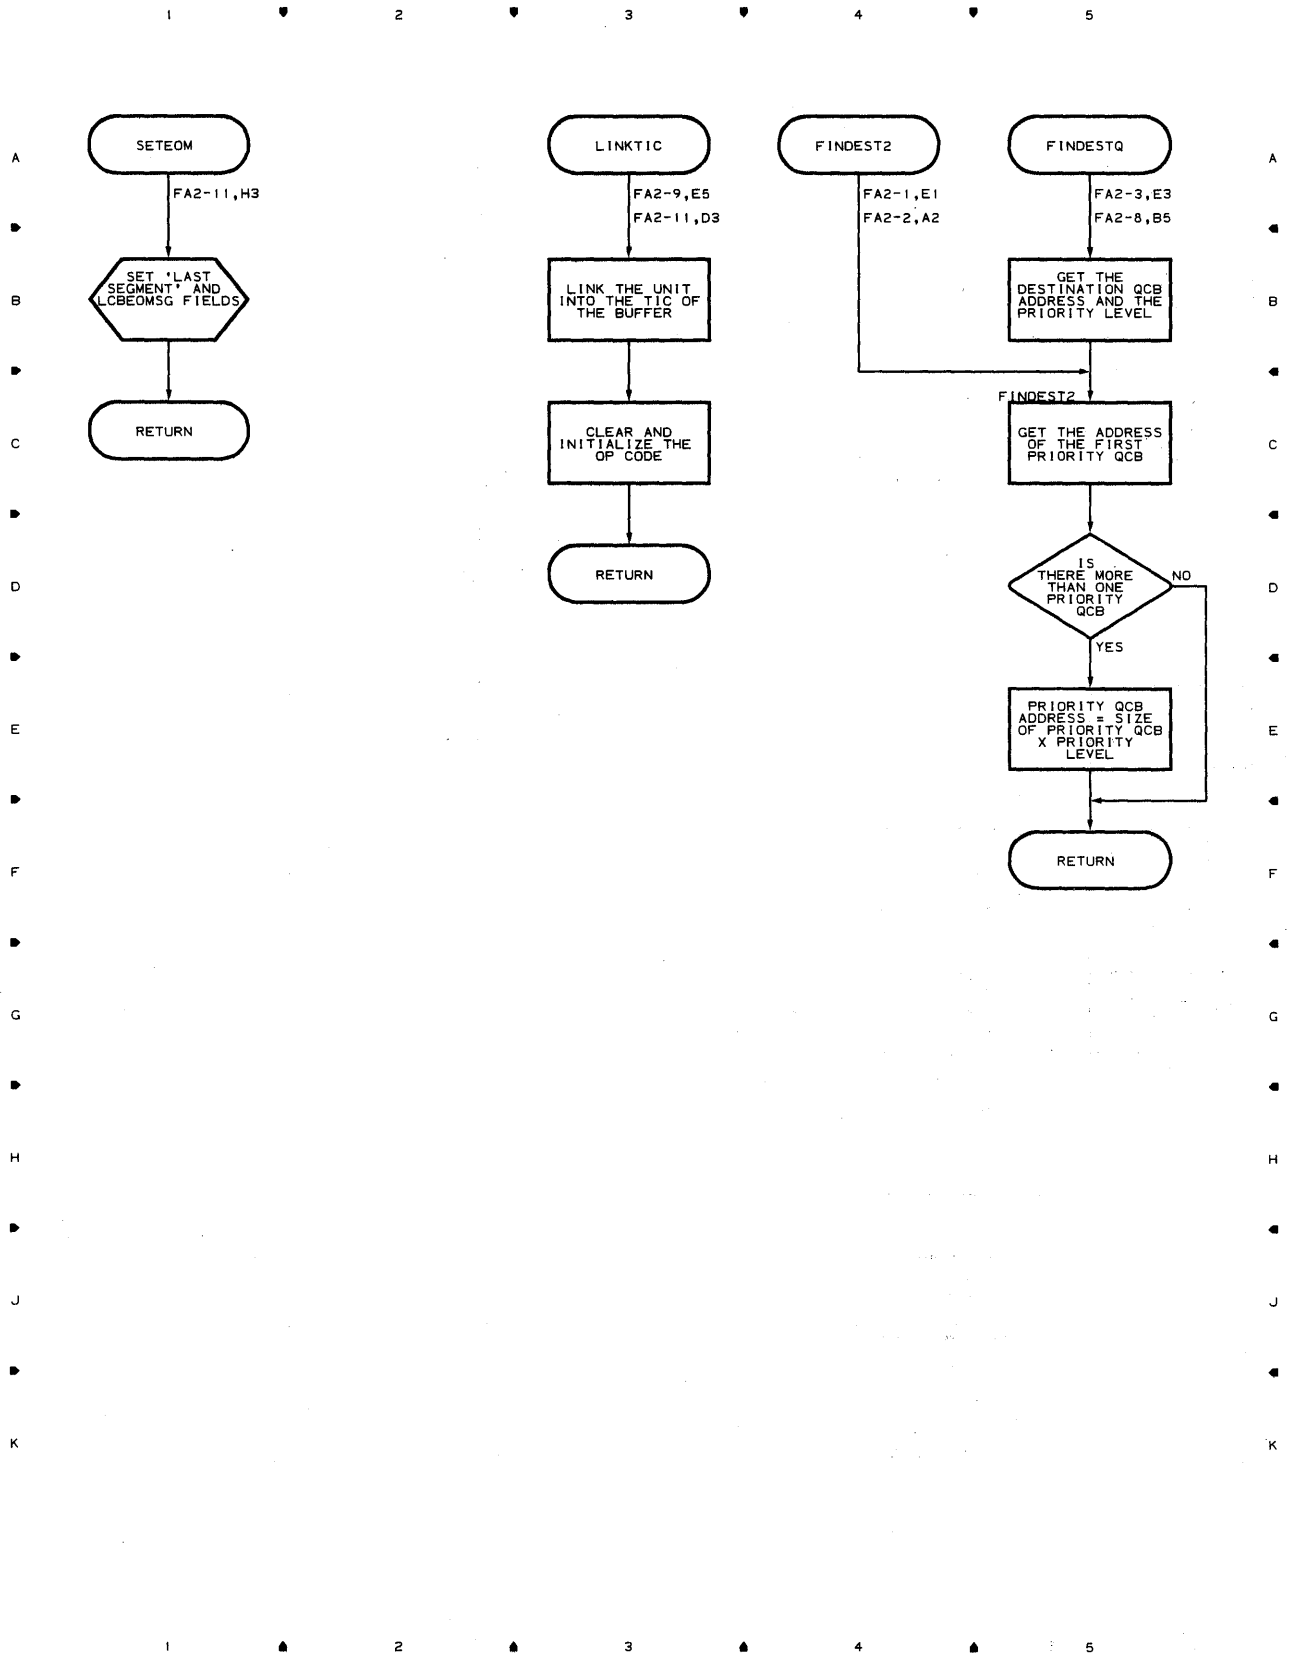 1 2 3 4 5
A A
SETEOM
FA2-11,H3
SET 'LAST
SEGMENT' AND
LCBEOMSG FIELDS
RETURN
LINKTIC
FA2-9,E5
FA2-11,D3
LINK THE UNIT
INTO THE TIC OF
THE BUFFER
CLEAR AND
INITIALIZE THE
OP CODE
RETURN
FINDEST2
FA2-1,E1
FA2-2,A2
FINDESTQ
FA2-3,E3
FA2-8,B5
GET THE
DESTINATION QCB
ADDRESS AND THE
PRIORITY LEVEL
FINDEST2
GET THE ADDRESS
OF THE FIRST
PRIORITY QCB
IS
THERE MORE
THAN ONE
PRIORITY
QCB
NO
YES
PRIORITY QCB
ADDRESS = SIZE
OF PRIORITY QCB
X PRIORITY
LEVEL
RETURN
B B
C C
D D
E E
F F
G G
H H
J J
K K
1 2 3 4 5